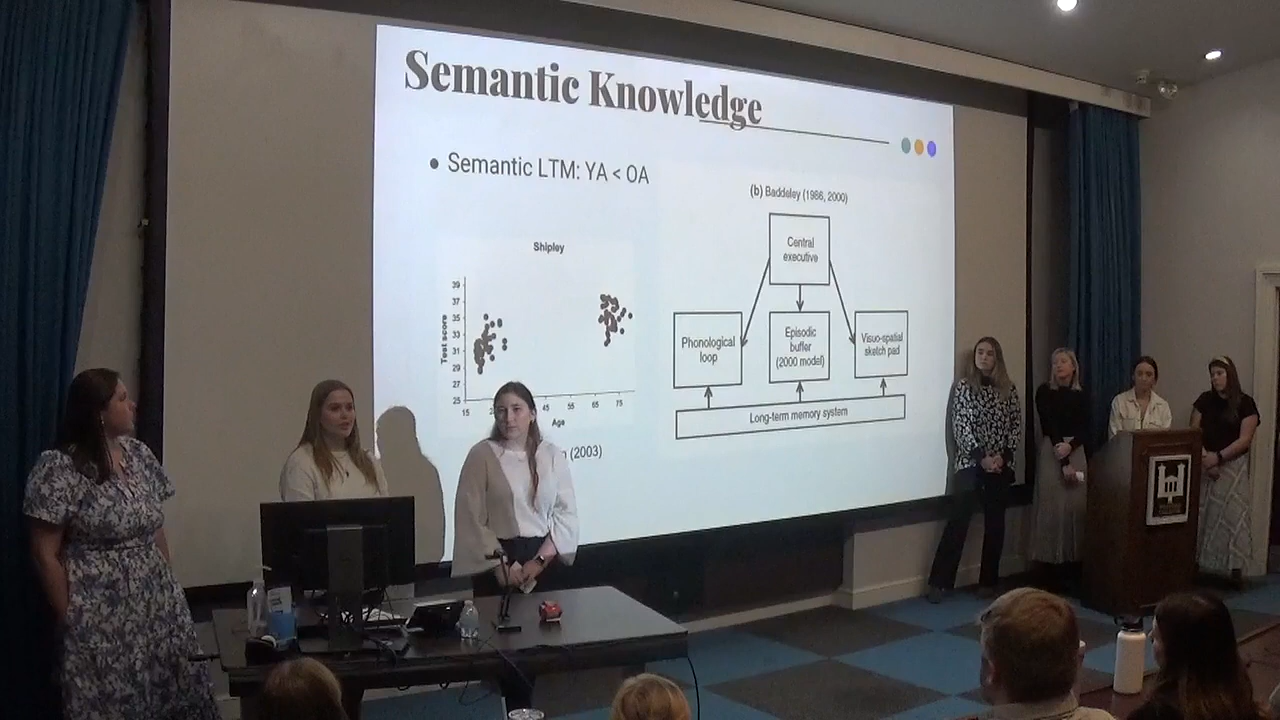 Semantic Knowledge
● Semantic LTM: YA < OA
Shipley
Test score
39
37
35
33
31
29
27
25
15
45
55
65
75
Age
(2003)
(b) Baddeley (1986, 2000)
Central
executive
Phonological
loop
Episodic
buffer
(2000 model)
Visuo-spatial
sketch pad
Long-term memory system